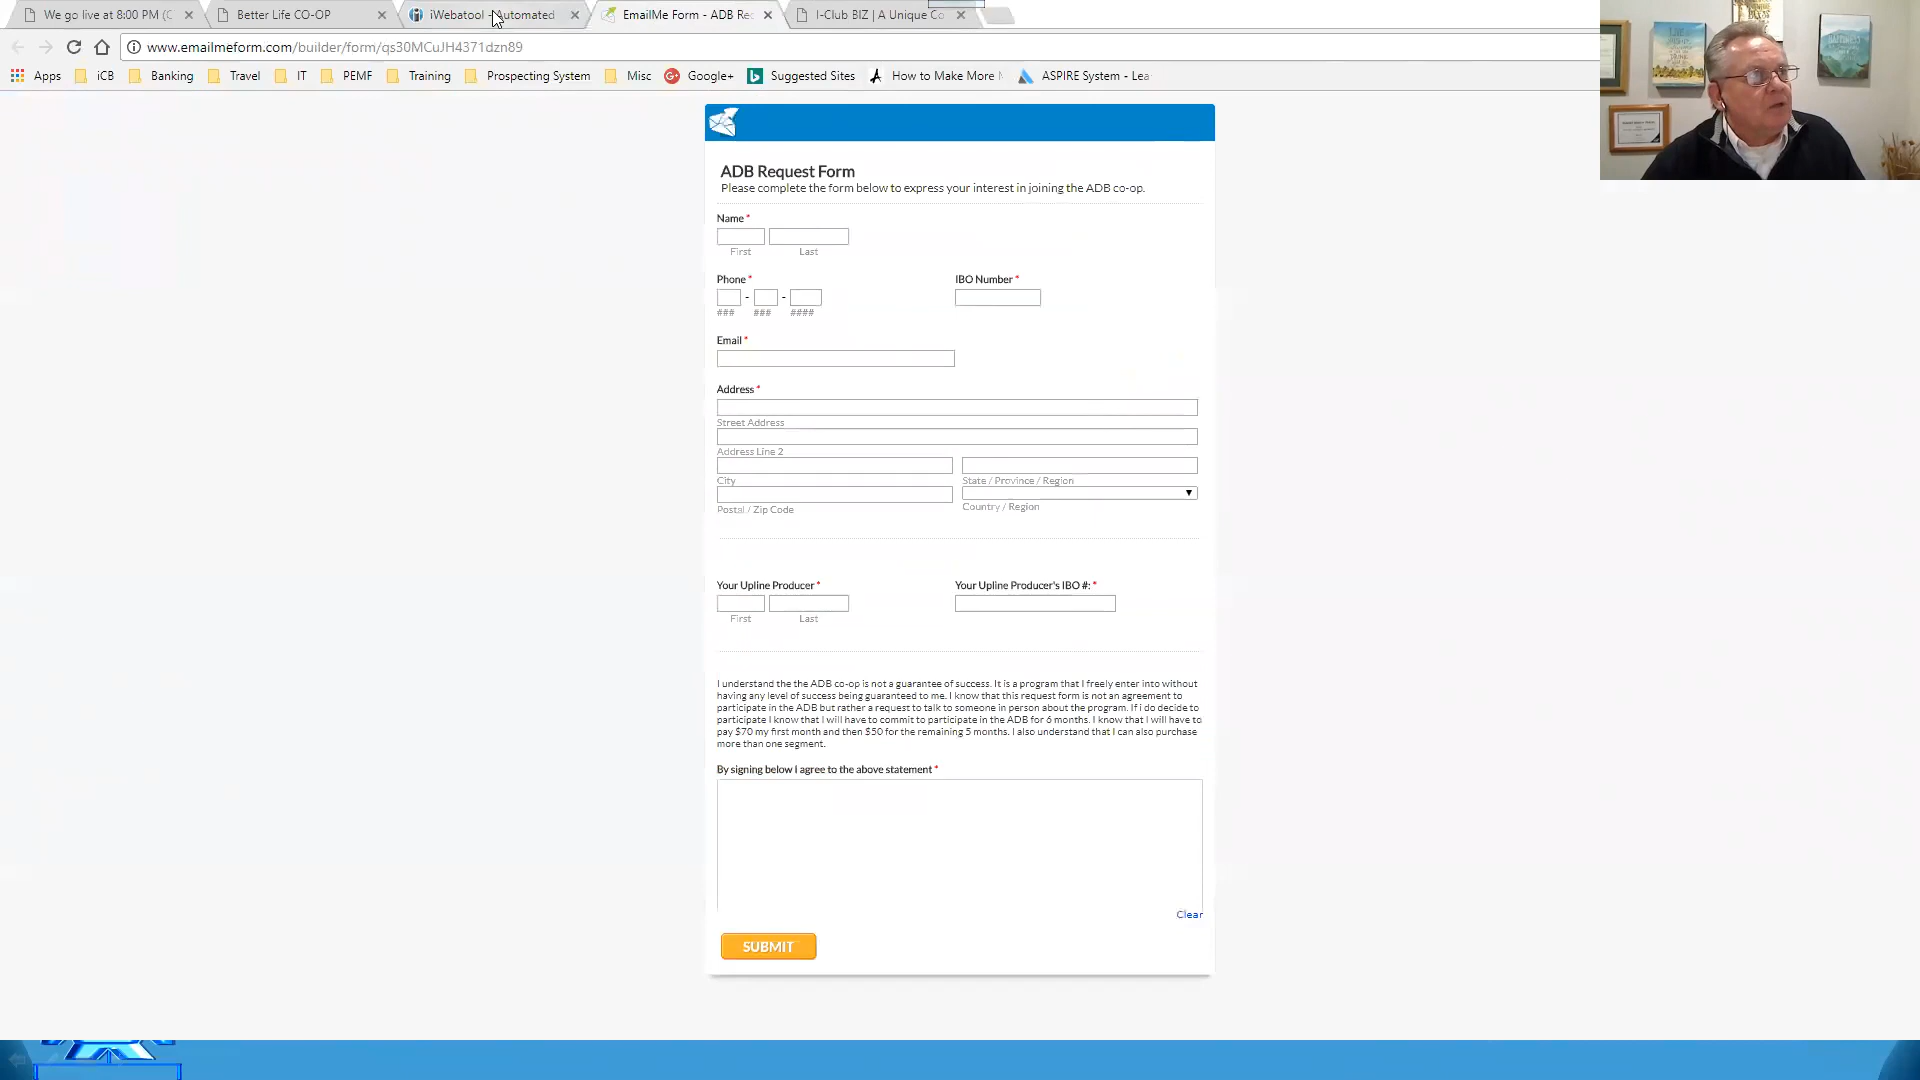 We go live at 8:00 PM (C
Better Life CO-OP
iWebatool - Automated
EmailMe Form - ADB Rec
I-Club BIZ | A Unique Co
www.emailmeform.com/builder/form/qs30MCuJH4371dzn89
Apps iCB Banking Travel IT PEMF Training Prospecting System Misc Google+ Suggested Sites How to Make More M ASPIRE System - Lea
ADB Request Form
Please complete the form below to express your interest in joining the ADB co-op.
Name *
First Last
Phone * IBO Number *
- -
### ### ####
Email *
Address *
Street Address
Address Line 2
City State / Province / Region
Postal / Zip Code Country / Region
Your Upline Producer * Your Upline Producer's IBO #: *
First Last
I understand the the ADB co-op is not a guarantee of success. It is a program that I freely enter into without
having any level of success being guaranteed to me. I know that this request form is not an agreement to
participate in the ADB but rather a request to talk to someone in person about the program. If i do decide to
participate I know that I will have to commit to participate in the ADB for 6 months. I know that I will have to
pay $70 my first month and then $50 for the remaining 5 months. I also understand that I can also purchase
more than one segment.
By signing below I agree to the above statement *
Clear
SUBMIT